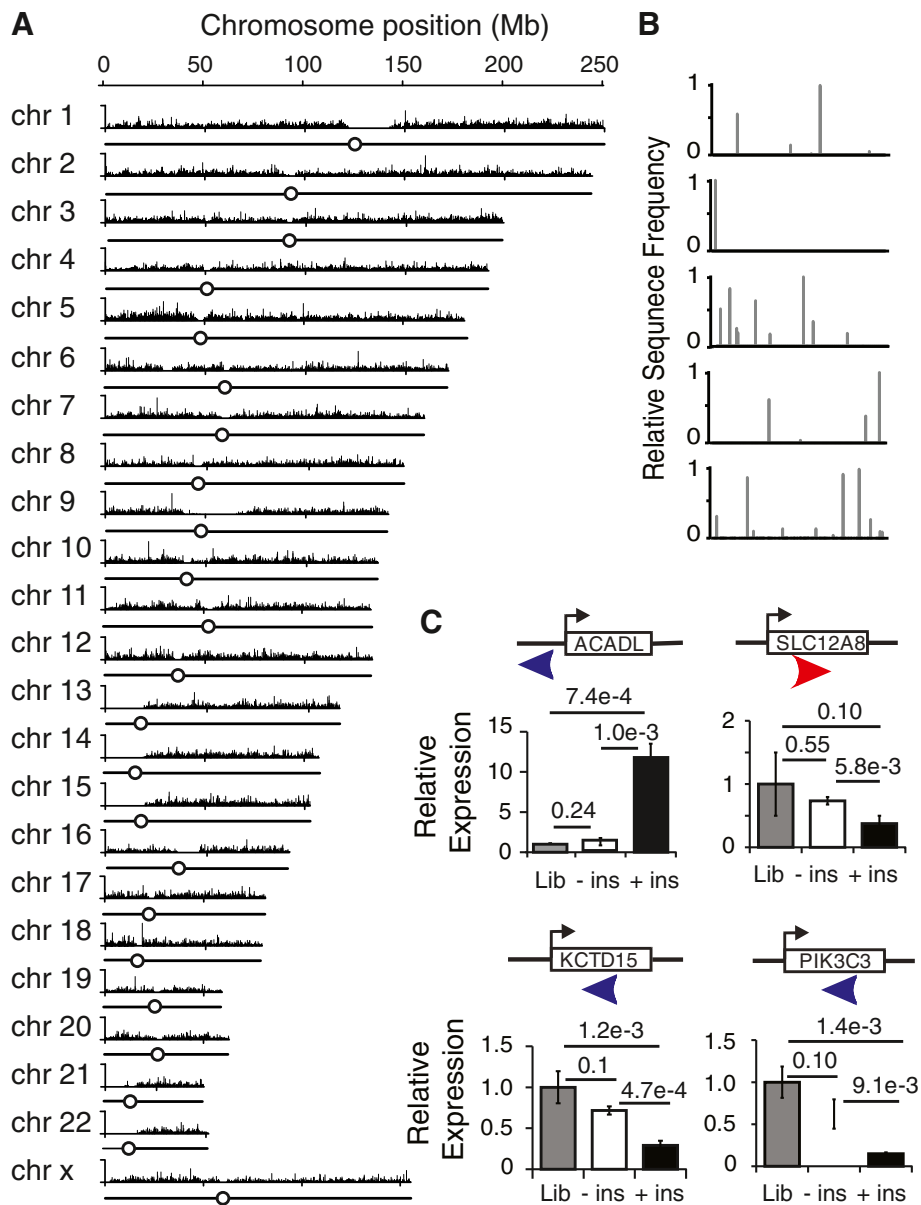 A
Chromosome position (Mb)
0 50 100 150 200 250
chr 1
chr 2
chr 3
chr 4
chr 5
chr 6
chr 7
chr 8
chr 9
chr 10
chr 11
chr 12
chr 13
chr 14
chr 15
chr 16
chr 17
chr 18
chr 19
chr 20
chr 21
chr 22
chr x
B
Relative Sequnece Frequency
1
0
1
0
1
0
1
0
1
0
C
ACADL
7.4e-4
1.0e-3
0.24
Relative
Expression
15
10
5
0
Lib - ins + ins
SLC12A8
0.10
0.55
5.8e-3
2
1
0
Lib - ins + ins
KCTD15
1.2e-3
0.1
4.7e-4
Relative
Expression
1.5
1.0
0.5
0
Lib - ins + ins
PIK3C3
1.4e-3
0.10
9.1e-3
1.5
1.0
0.5
0
Lib - ins + ins